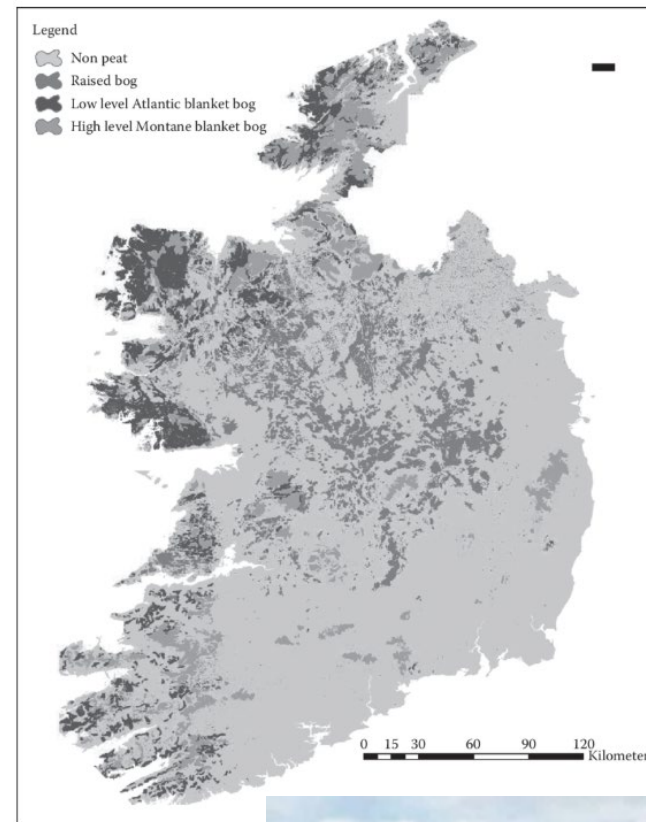 Legend
Non peat
Raised bog
Low level Atlantic blanket bog
High level Montane blanket bog
0 15 30 60 90 120
Kilometer